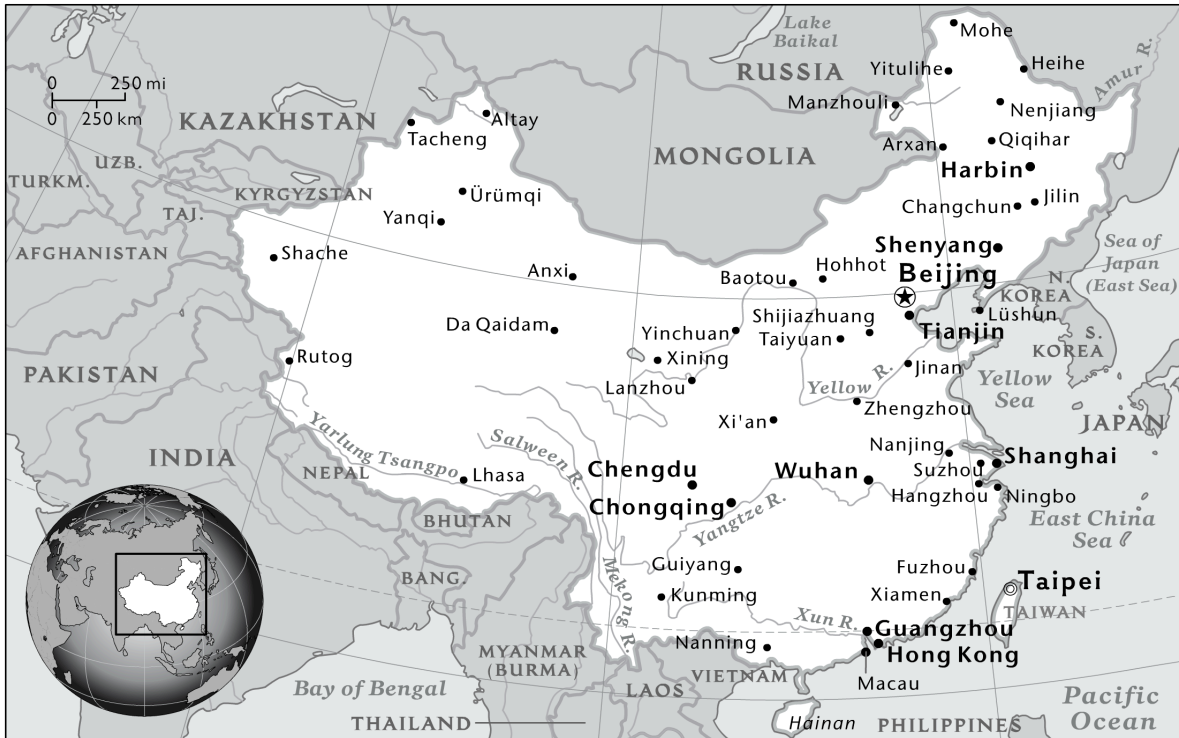 Lake
Baikal
Mohe
RUSSIA
Yitulihe
Heihe
Amur R.
0 250 mi
0 250 km
Manzhouli
Nenjiang
KAZAKHSTAN
Altay
Tacheng
MONGOLIA
Arxan
Qiqihar
UZB.
Harbin
TURKM.
KYRGYZSTAN
Ürümqi
Jilin
TAJ.
Yanqi
Changchun
AFGHANISTAN
Shache
Shenyang
Sea of
Japan
(East Sea)
Anxi
Baotou
Hohhot
Beijing
N.
KOREA
Lüshun
Da Qaidam
Yinchuan
Shijiazhuang
Taiyuan
Tianjin
S.
KOREA
Rutog
Xining
Jinan
PAKISTAN
Lanzhou
Yellow R.
Yellow
Sea
Zhengzhou
JAPAN
Xi'an
Yarlung Tsangpo
Salween R.
Nanjing
INDIA
NEPAL
Lhasa
Chengdu
Wuhan
Suzhou
Shanghai
Hangzhou
Ningbo
Chongqing
Yangtze R.
BHUTAN
East China
Sea
Mekong R.
Guiyang
Fuzhou
BANG.
Kunming
Xiamen
Taipei
TAIWAN
Xun R.
Guangzhou
Nanning
Hong Kong
MYANMAR
(BURMA)
VIETNAM
Macau
LAOS
Bay of Bengal
THAILAND
Hainan
PHILIPPINES
Pacific
Ocean